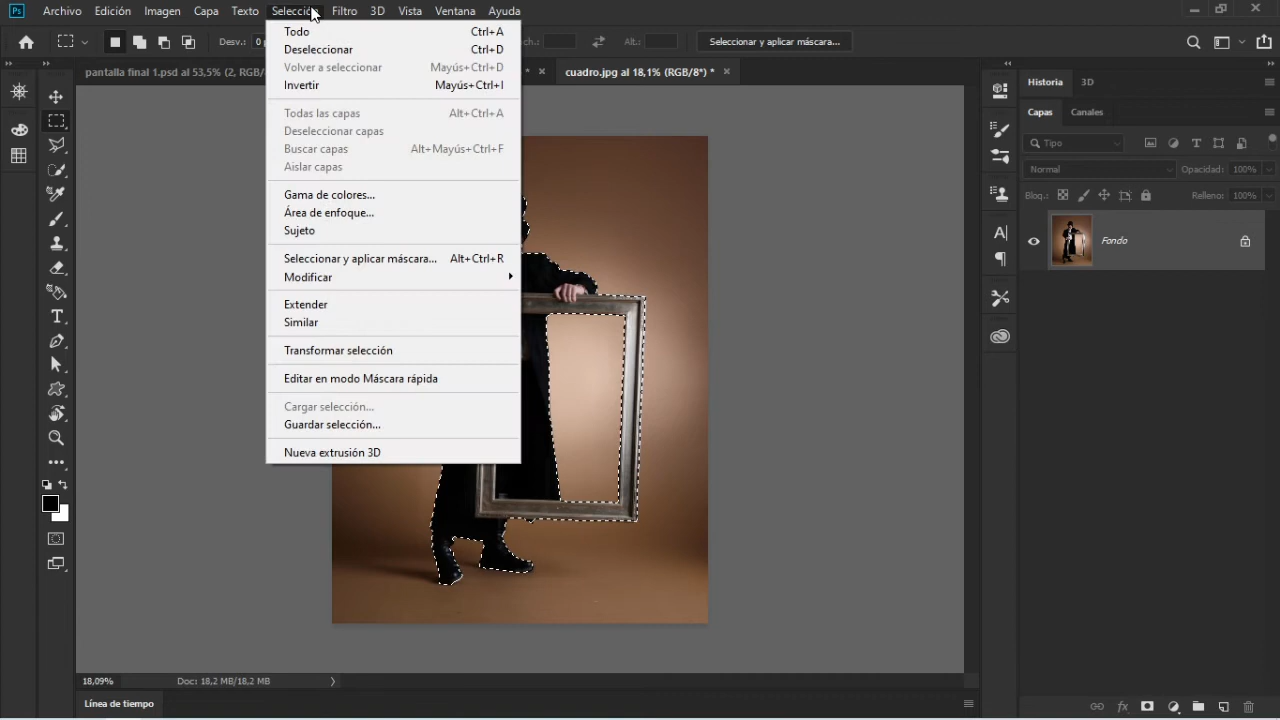 Ps Archivo Edición Imagen Capa Texto Selección Filtro 3D Vista Ventana Ayuda
Desv.: 0 Alt.: Seleccionar y aplicar máscara...
pantalla final 1.psd al 53,5% (2, RGB/8 * × cuadro.jpg al 18,1% (RGB/8*) * ×
Todo Ctrl+A
Deseleccionar Ctrl+D
Volver a seleccionar Mayús+Ctrl+D
Invertir Mayús+Ctrl+I
Todas las capas Alt+Ctrl+A
Deseleccionar capas
Buscar capas Alt+Mayús+Ctrl+F
Aislar capas
Gama de colores...
Área de enfoque...
Sujeto
Seleccionar y aplicar máscara... Alt+Ctrl+R
Modificar
Extender
Similar
Transformar selección
Editar en modo Máscara rápida
Cargar selección...
Guardar selección...
Nueva extrusión 3D
Historia 3D
Capas Canales
Tipo
Normal Opacidad: 100%
Bloq.: Relleno: 100%
Fondo
18,09% Doc: 18,2 MB/18,2 MB
Línea de tiempo